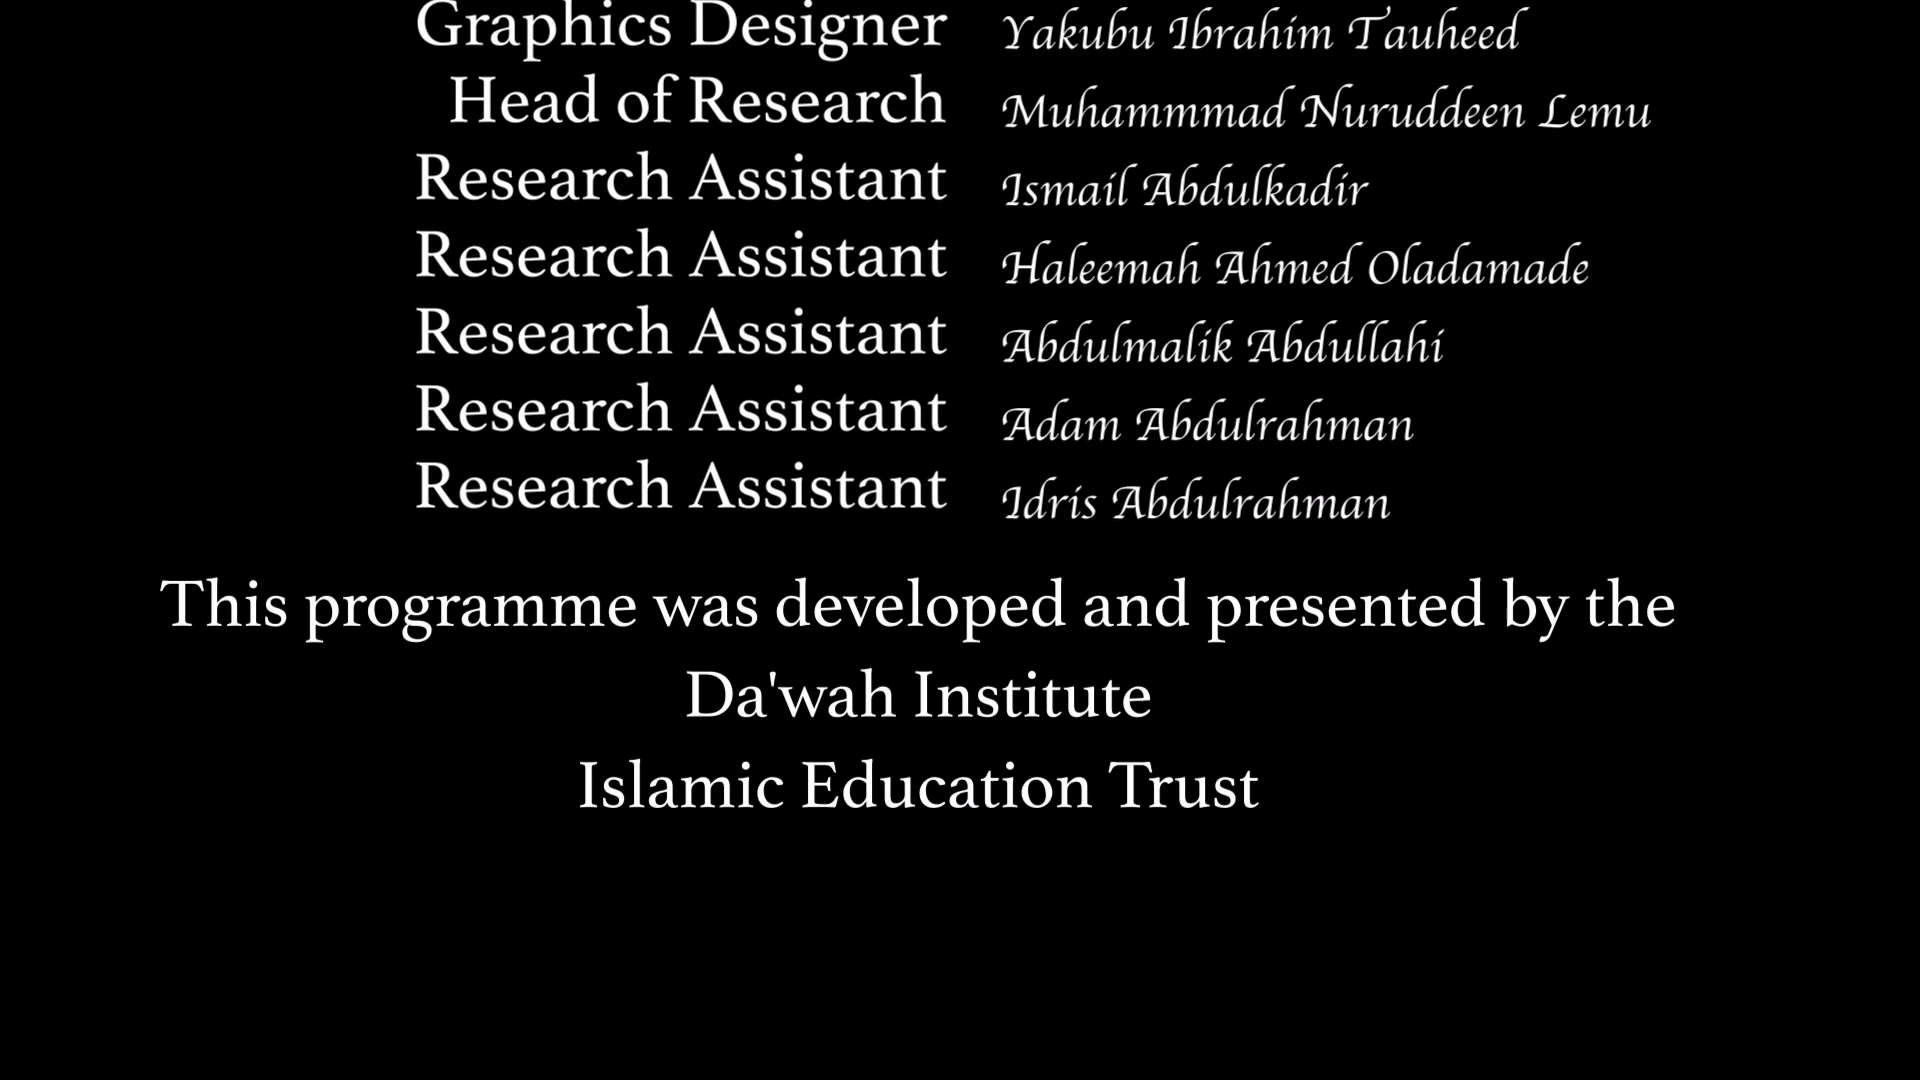 Graphics Designer Yakubu Ibrahim Tauheed
Head of Research Muhammmad Nuruddeen Lemu
Research Assistant Ismail Abdulkadir
Research Assistant Haleemah Ahmed Oladamade
Research Assistant Abdulmalik Abdullahi
Research Assistant Adam Abdulrahman
Research Assistant Idris Abdulrahman
This programme was developed and presented by the
Da'wah Institute
Islamic Education Trust